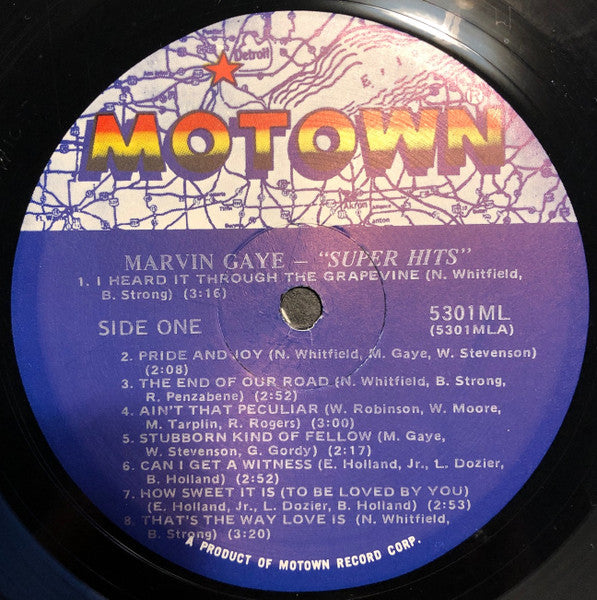 Detroit
MOTOWN
®
Akron
MARVIN GAYE – "SUPER HITS"
1. I HEARD IT THROUGH THE GRAPEVINE (N. Whitfield,
B. Strong) (3:16)
SIDE ONE
5301ML
(5301MLA)
2. PRIDE AND JOY (N. Whitfield, M. Gaye, W. Stevenson)
(2:08)
3. THE END OF OUR ROAD (N. Whitfield, B. Strong,
R. Penzabene) (2:52)
4. AIN'T THAT PECULIAR (W. Robinson, W. Moore,
M. Tarplin, R. Rogers) (3:00)
5. STUBBORN KIND OF FELLOW (M. Gaye,
W. Stevenson, G. Gordy) (2:17)
6. CAN I GET A WITNESS (E. Holland, Jr., L. Dozier,
B. Holland) (2:52)
7. HOW SWEET IT IS (TO BE LOVED BY YOU)
(E. Holland, Jr., L. Dozier, B. Holland) (2:53)
8. THAT'S THE WAY LOVE IS (N. Whitfield,
B. Strong) (3:20)
A PRODUCT OF MOTOWN RECORD CORP.